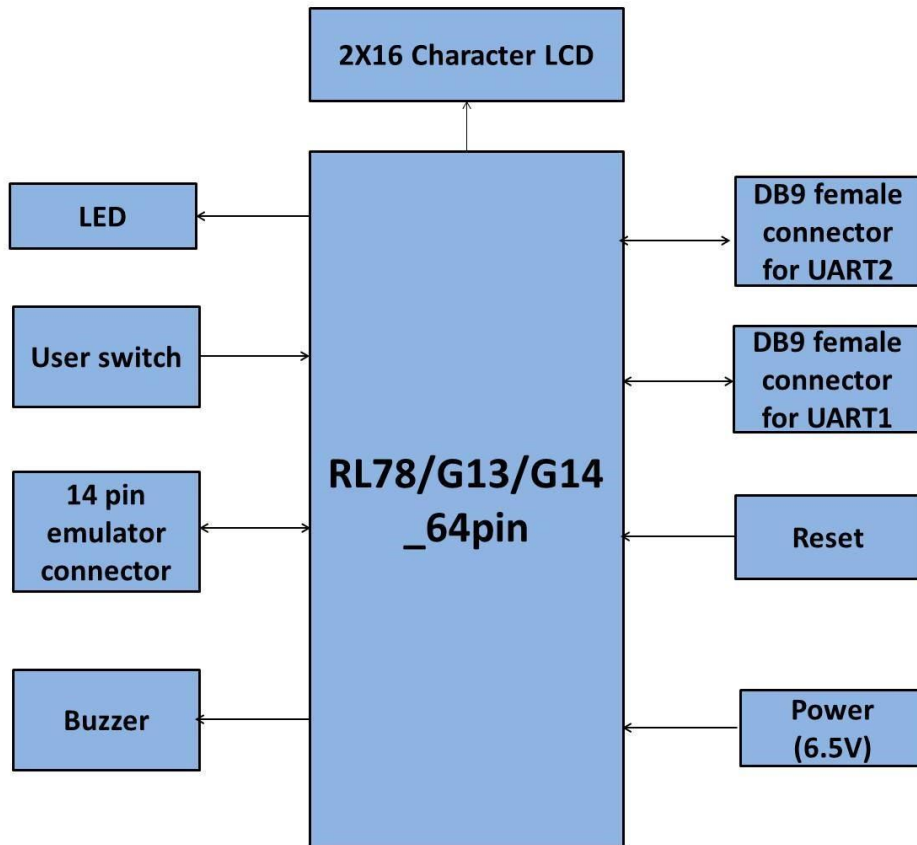 2X16 Character LCD
LED
User switch
14 pin
emulator
connector
Buzzer
RL78/G13/G14
_64pin
DB9 female
connector
for UART2
DB9 female
connector
for UART1
Reset
Power
(6.5V)